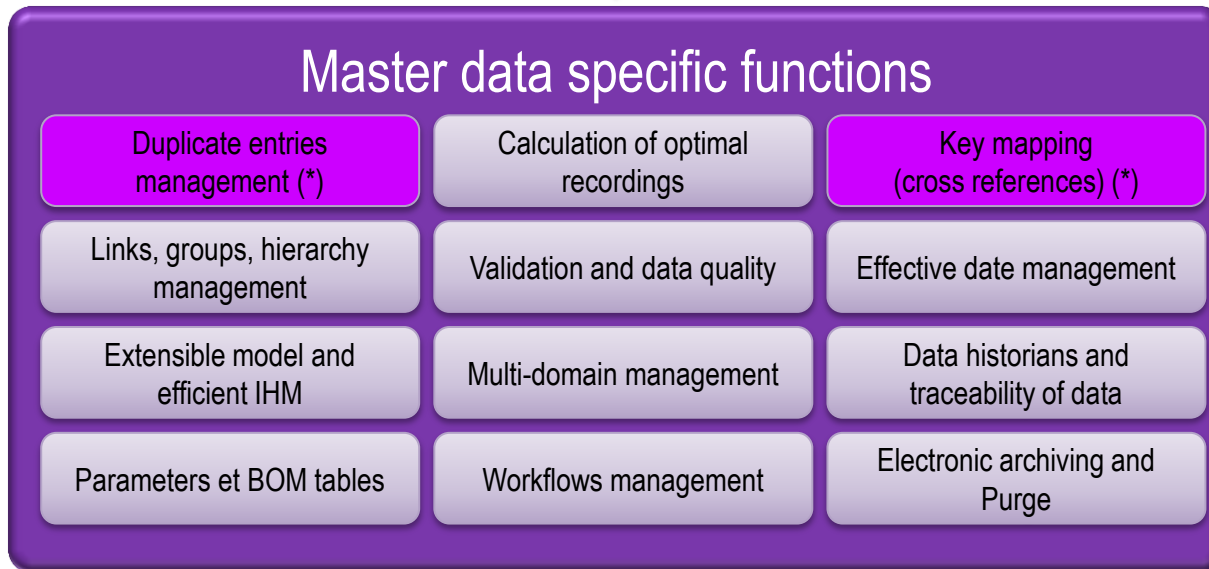 Master data specific functions
Duplicate entries
management (*)
Calculation of optimal
recordings
Key mapping
(cross references) (*)
Links, groups, hierarchy
management
Validation and data quality
Effective date management
Extensible model and
efficient IHM
Multi-domain management
Data historians and
traceability of data
Parameters et BOM tables
Workflows management
Electronic archiving and
Purge